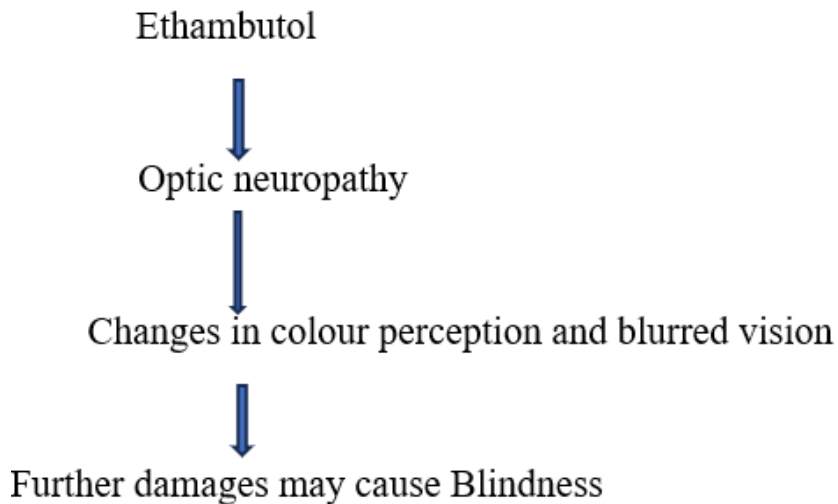 Ethambutol
Optic neuropathy
Changes in colour perception and blurred vision
Further damages may cause Blindness